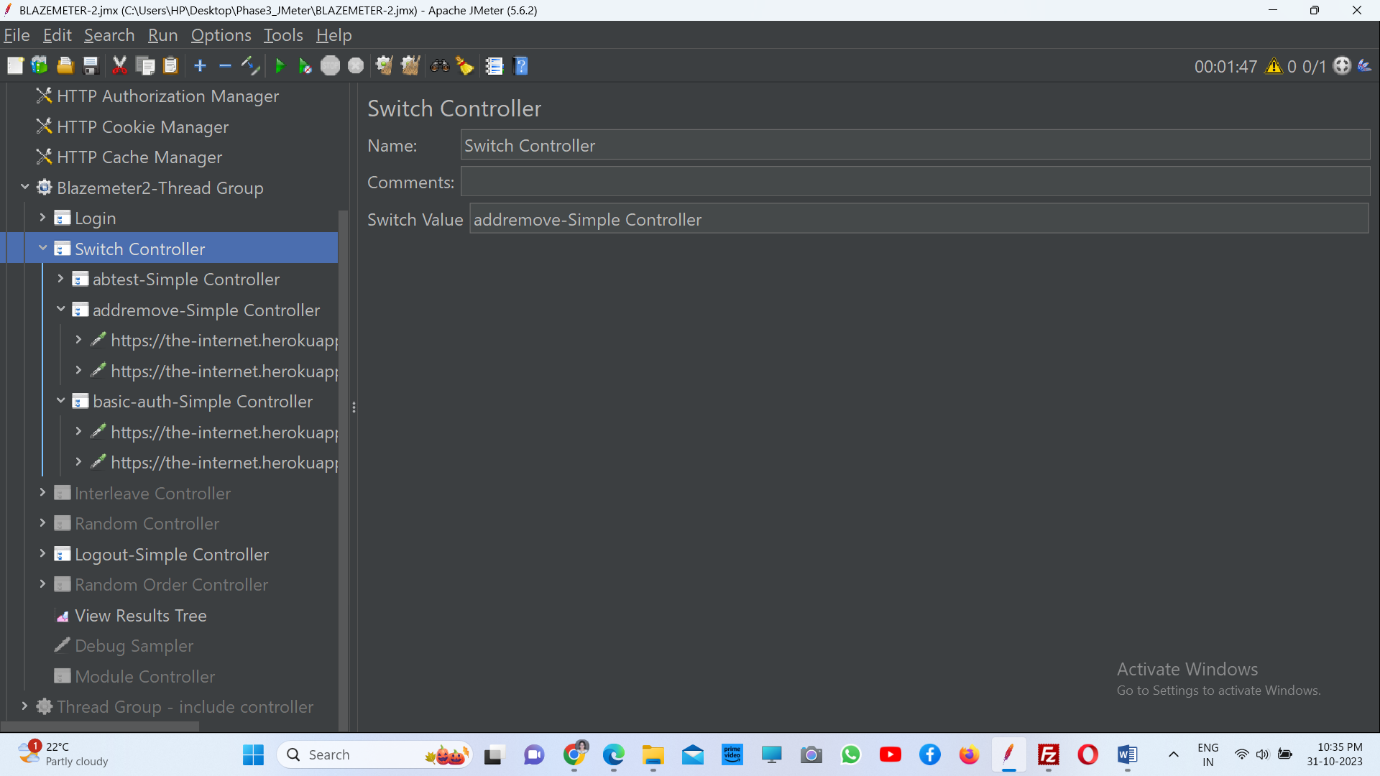 BLAZEMETER-2.jmx (C:\Users\HP\Desktop\Phase3_JMeter\BLAZEMETER-2.jmx) - Apache JMeter (5.6.2)
File Edit Search Run Options Tools Help
00:01:47 0 0/1
HTTP Authorization Manager
HTTP Cookie Manager
HTTP Cache Manager
Blazemeter2-Thread Group
Login
Switch Controller
abtest-Simple Controller
addremove-Simple Controller
https://the-internet.herokuapp
https://the-internet.herokuapp
basic-auth-Simple Controller
https://the-internet.herokuapp
https://the-internet.herokuapp
Interleave Controller
Random Controller
Logout-Simple Controller
Random Order Controller
View Results Tree
Debug Sampler
Module Controller
Thread Group - include controller
Switch Controller
Name: Switch Controller
Comments:
Switch Value addremove-Simple Controller
Activate Windows
Go to Settings to activate Windows.
1
22°C
Partly cloudy
Search
prime video
ENG
IN
10:35 PM
31-10-2023